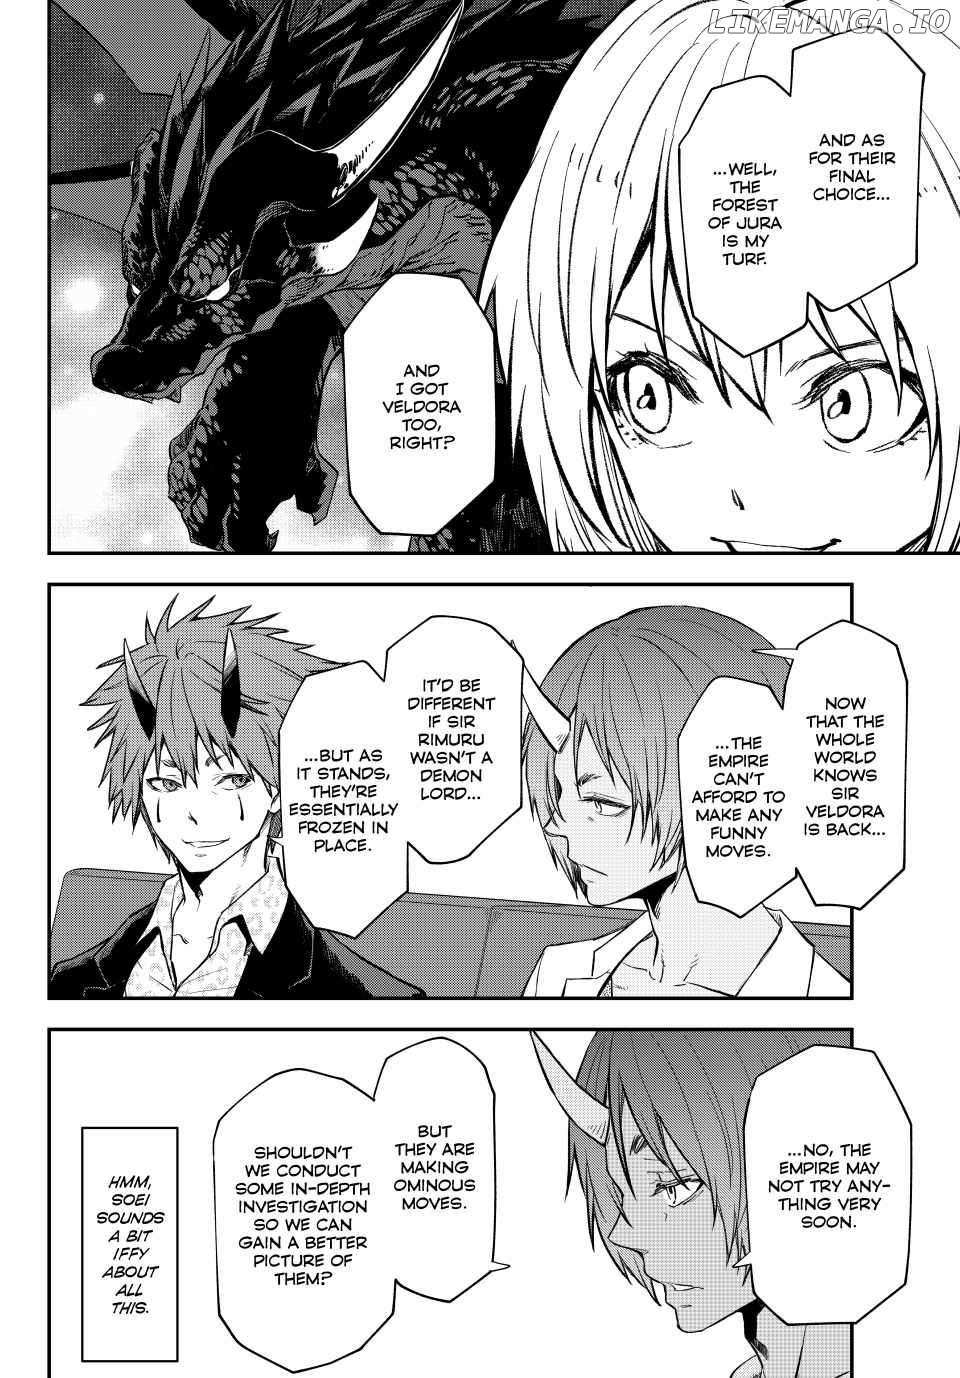 LIKEMANGA.IO
AND AS
FOR THEIR
FINAL
CHOICE...
...WELL,
THE
FOREST
OF JURA
IS MY
TURF.
AND
I GOT
VELDORA
TOO,
RIGHT?
NOW
THAT THE
WHOLE
WORLD
KNOWS
SIR
VELDORA
IS BACK...
...THE
EMPIRE
CAN'T
AFFORD TO
MAKE ANY
FUNNY
MOVES.
IT'D BE
DIFFERENT
IF SIR
RIMURU
WASN'T A
DEMON
LORD...
...BUT AS
IT STANDS,
THEY'RE
ESSENTIALLY
FROZEN IN
PLACE.
...NO, THE
EMPIRE MAY
NOT TRY ANY-
THING VERY
SOON.
BUT
THEY ARE
MAKING
OMINOUS
MOVES.
SHOULDN'T
WE CONDUCT
SOME IN-DEPTH
INVESTIGATION
SO WE CAN
GAIN A BETTER
PICTURE OF
THEM?
HMM,
SOEI
SOUNDS
A BIT
IFFY
ABOUT
ALL
THIS.